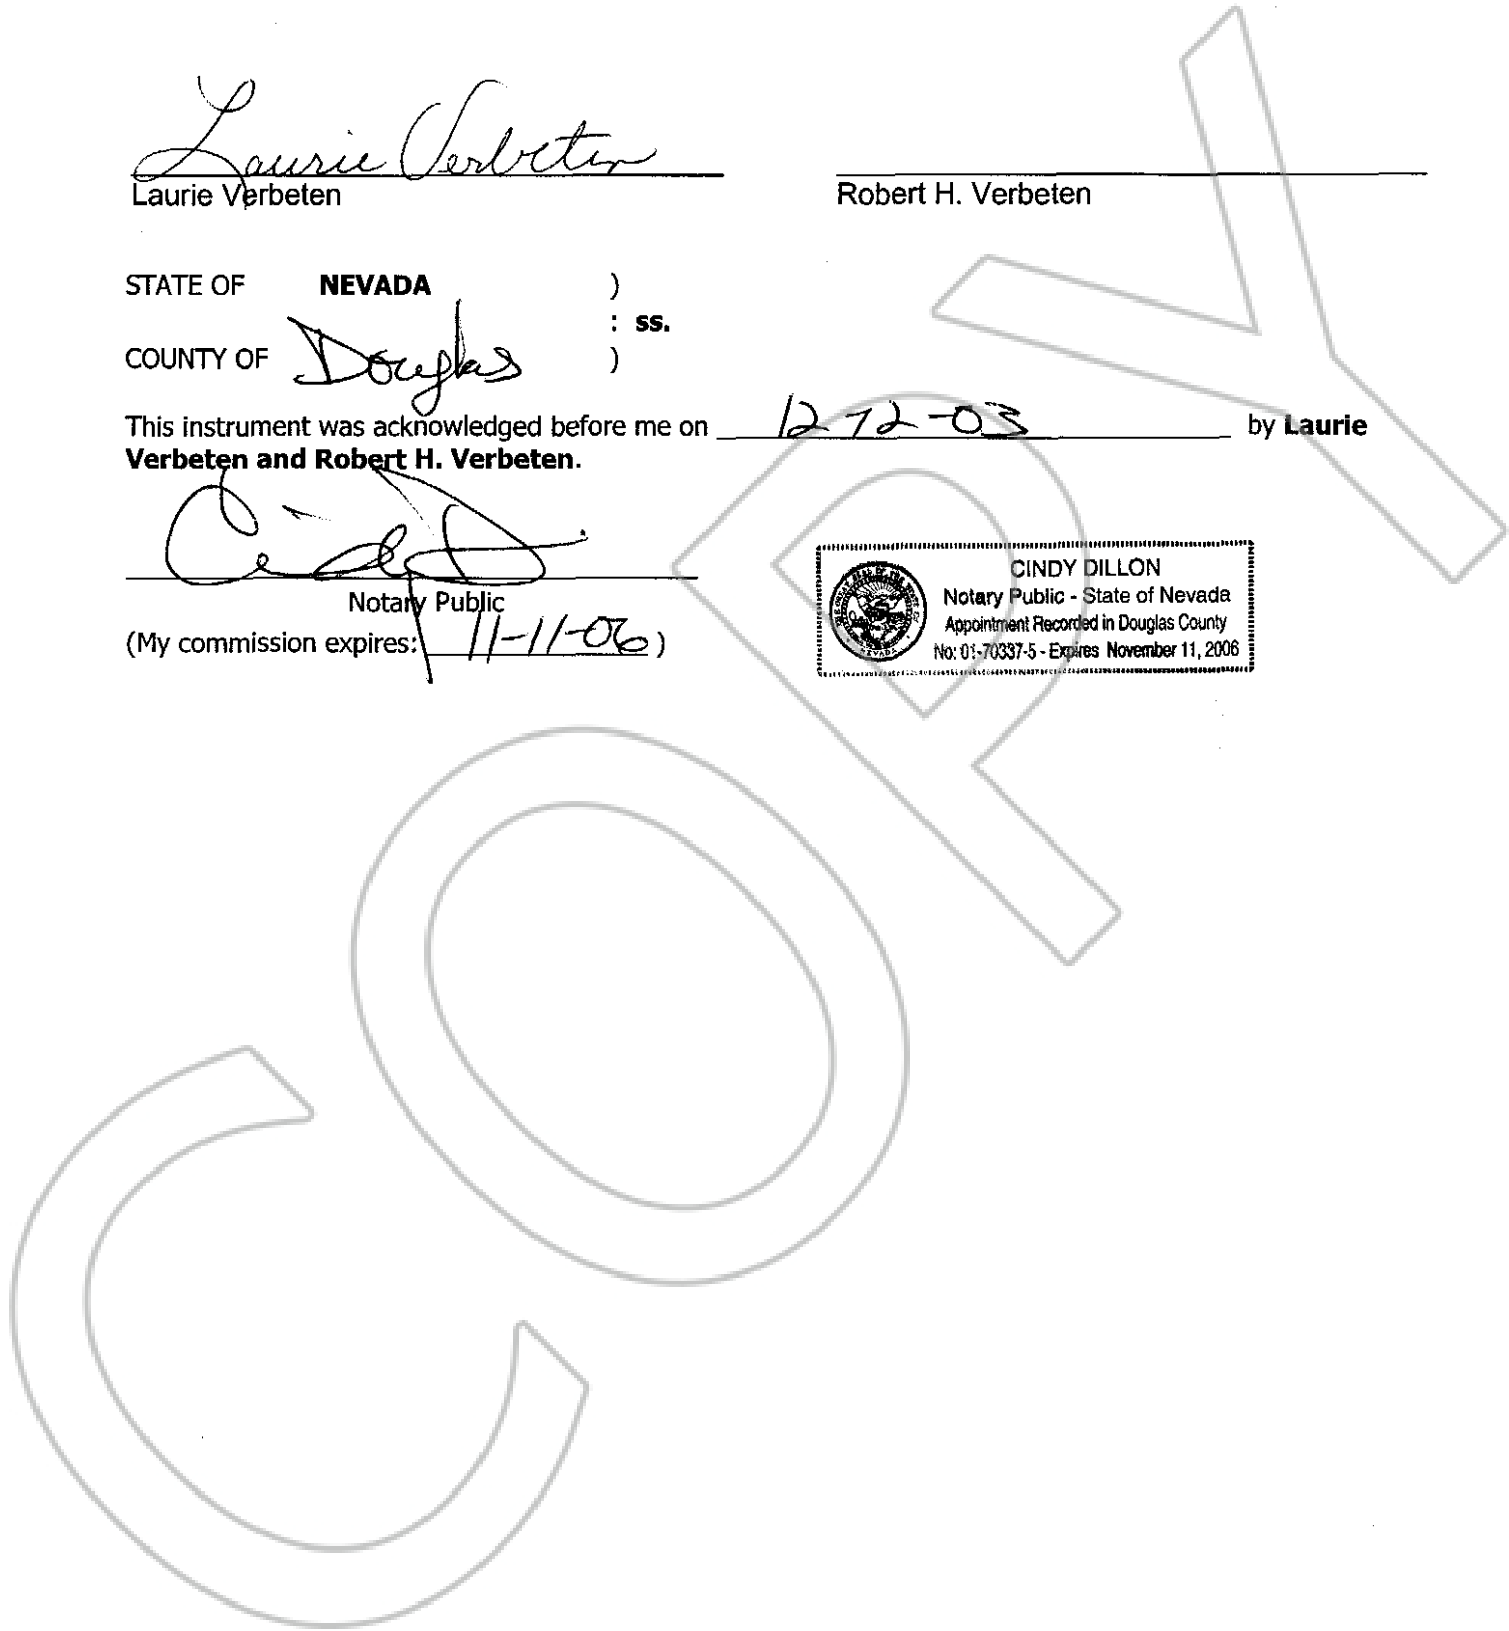 Laurie Verbeten
Laurie Verbeten
Robert H. Verbeten
STATE OF NEVADA )
: ss.
COUNTY OF Douglas )
This instrument was acknowledged before me on 12-12-03 by Laurie
Verbeten and Robert H. Verbeten.
Notary Public
(My commission expires: 11-11-06)
CINDY DILLON
Notary Public - State of Nevada
Appointment Recorded in Douglas County
No: 01-70337-5 - Expires November 11, 2006
COPY